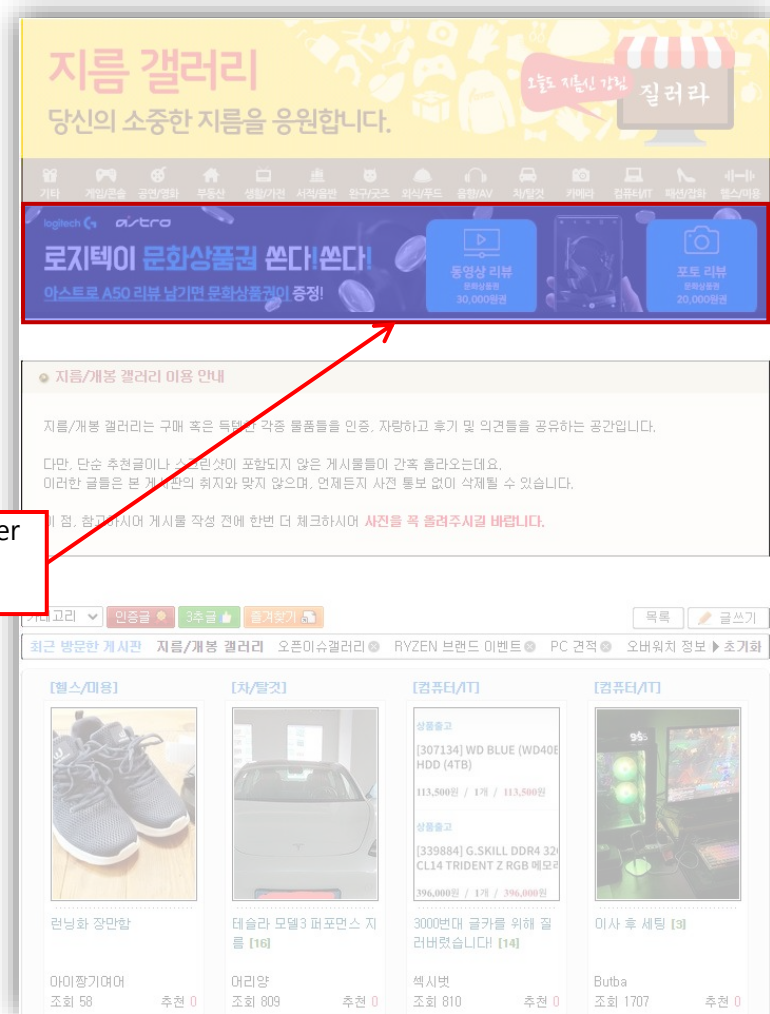 지름 갤러리
당신의 소중한 지름을 응원합니다.
오늘도 지름신 강림
질러라
기타 게임/콘솔 공연/영화 부동산 생활/가전 서적/음반 완구/굿즈 외식/푸드 음향/AV 차/탈것 카메라 컴퓨터/IT 패션/잡화 헬스/미용
logitech G astro
로지텍이 문화상품권 쏜다!쏜다!
아스트로 A50 리뷰 남기면 문화상품권이 증정!
동영상 리뷰
문화상품권
30,000원권
포토 리뷰
문화상품권
20,000원권
지름/개봉 갤러리 이용 안내
지름/개봉 갤러리는 구매 혹은 득템한 각종 물품들을 인증, 자랑하고 후기 및 의견들을 공유하는 공간입니다.
다만, 단순 추천글이나 스크린샷이 포함되지 않은 게시물들이 간혹 올라오는데요.
이러한 글들은 본 게시판의 취지와 맞지 않으며, 언제든지 사전 통보 없이 삭제될 수 있습니다.
이 점, 참고하시어 게시물 작성 전에 한번 더 체크하시어 사진을 꼭 올려주시길 바랍니다.
er
카테고리 인증글 3추글 즐겨찾기 목록 글쓰기
최근 방문한 게시판 지름/개봉 갤러리 오픈이슈갤러리 RYZEN 브랜드 이벤트 PC 견적 오버워치 정보 ▶ 초기화
[헬스/미용] [차/탈것] [컴퓨터/IT] [컴퓨터/IT]
상품출고
[307134] WD BLUE (WD40E
HDD (4TB)
113,500원 / 1개 / 113,500원
상품출고
[339884] G.SKILL DDR4 32
CL14 TRIDENT Z RGB 메모리
396,000원 / 1개 / 396,000원
런닝화 장만함
테슬라 모델3 퍼포먼스 지
름 [16]
3000번대 글카를 위해 질
러버렸습니다! [14]
이사 후 세팅 [3]
아이짱기여어 어리양 섹시벗 Butba
조회 58 추천 0 조회 809 추천 0 조회 810 추천 0 조회 1707 추천 0